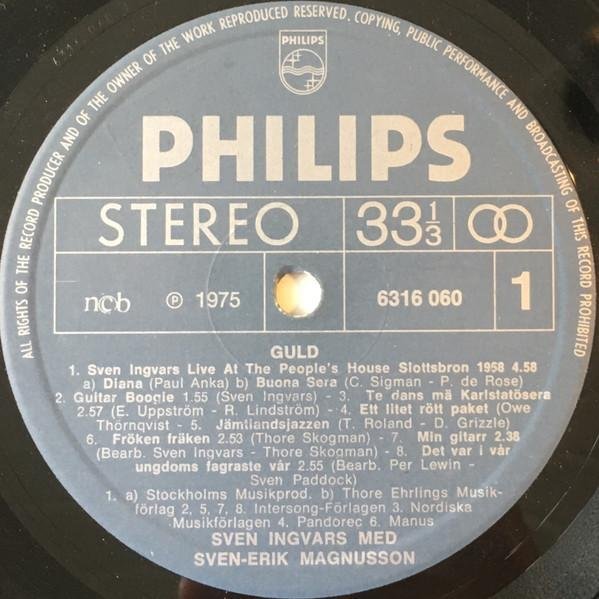 ALL RIGHTS OF THE RECORD PRODUCER AND OF THE OWNER OF THE WORK REPRODUCED RESERVED. COPYING, PUBLIC PERFORMANCE AND BROADCASTING OF THIS RECORD PROHIBITED
PHILIPS
PHILIPS
STEREO 33 1/3
ncb ℗ 1975 6316 060 1
GULD
1. Sven Ingvars Live At The People's House Slottsbron 1958 4.58
a) Diana (Paul Anka) b) Buona Sera (C. Sigman - P. de Rose)
2. Guitar Boogie 1.55 (Sven Ingvars) - 3. Te dans mä Karlstatösera
2.57 (E. Uppström - R. Lindström) - 4. Ett litet rött paket (Owe
Thörnqvist - 5. Jämtlandsjazzen (T. Roland - D. Grizzle)
6. Fröken fräken 2.53 (Thore Skogman) - 7. Min gitarr 2.38
(Bearb. Sven Ingvars - Thore Skogman) - 8. Det var i vår
ungdoms fagraste vår 2.55 (Bearb. Per Lewin -
Sven Paddock)
1. a) Stockholms Musikprod. b) Thore Ehrlings Musik-
förlag 2, 5, 7, 8. Intersong-Förlagen 3. Nordiska
Musikförlagen 4. Pandorec 6. Manus
SVEN INGVARS MED
SVEN-ERIK MAGNUSSON